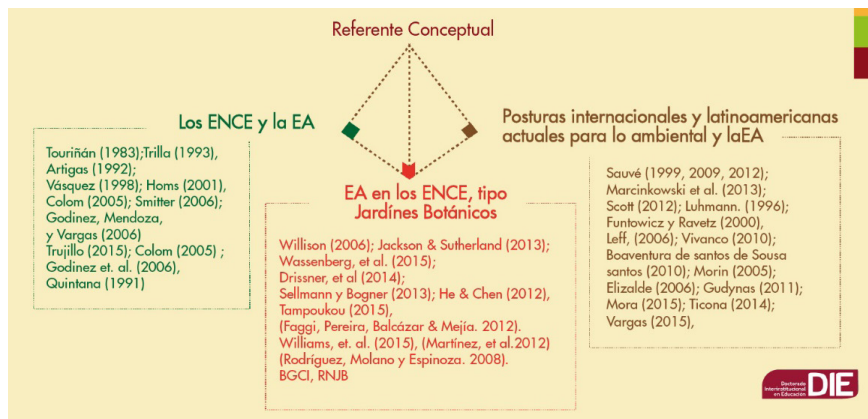 Referente Conceptual
Los ENCE y la EA
Touriñán (1983);Trilla (1993),
Artigas (1992);
Vásquez (1998); Homs (2001),
Colom (2005); Smitter (2006);
Godinez, Mendoza,
y Vargas (2006)
Trujillo (2015); Colom (2005) ;
Godinez et. al. (2006),
Quintana (1991)
EA en los ENCE, tipo
Jardínes Botánicos
Willison (2006); Jackson & Sutherland (2013);
Wassenberg, et al. (2015);
Drissner, et al (2014);
Sellmann y Bogner (2013); He & Chen (2012),
Tampoukou (2015),
(Faggi, Pereira, Balcázar & Mejía. 2012).
Williams, et. al. (2015), (Martínez, et al.2012)
(Rodríguez, Molano y Espinoza. 2008).
BGCI, RNJB
Posturas internacionales y latinoamericanas
actuales para lo ambiental y laEA
Sauvé (1999, 2009, 2012);
Marcinkowski et al. (2013);
Scott (2012); Luhmann. (1996);
Funtowicz y Ravetz (2000),
Leff, (2006); Vivanco (2010);
Boaventura de santos de Sousa
santos (2010); Morin (2005);
Elizalde (2006); Gudynas (2011);
Mora (2015); Ticona (2014);
Vargas (2015),
Doctorado
Interinstitucional
en Educación
DIE